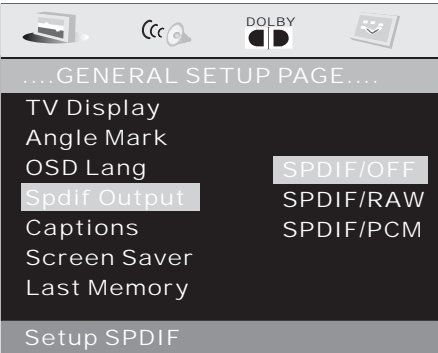 DOLBY
....GENERAL SETUP PAGE....
TV Display
Angle Mark
OSD Lang SPDIF/OFF
Spdif Output SPDIF/RAW
Captions SPDIF/PCM
Screen Saver
Last Memory
Setup SPDIF